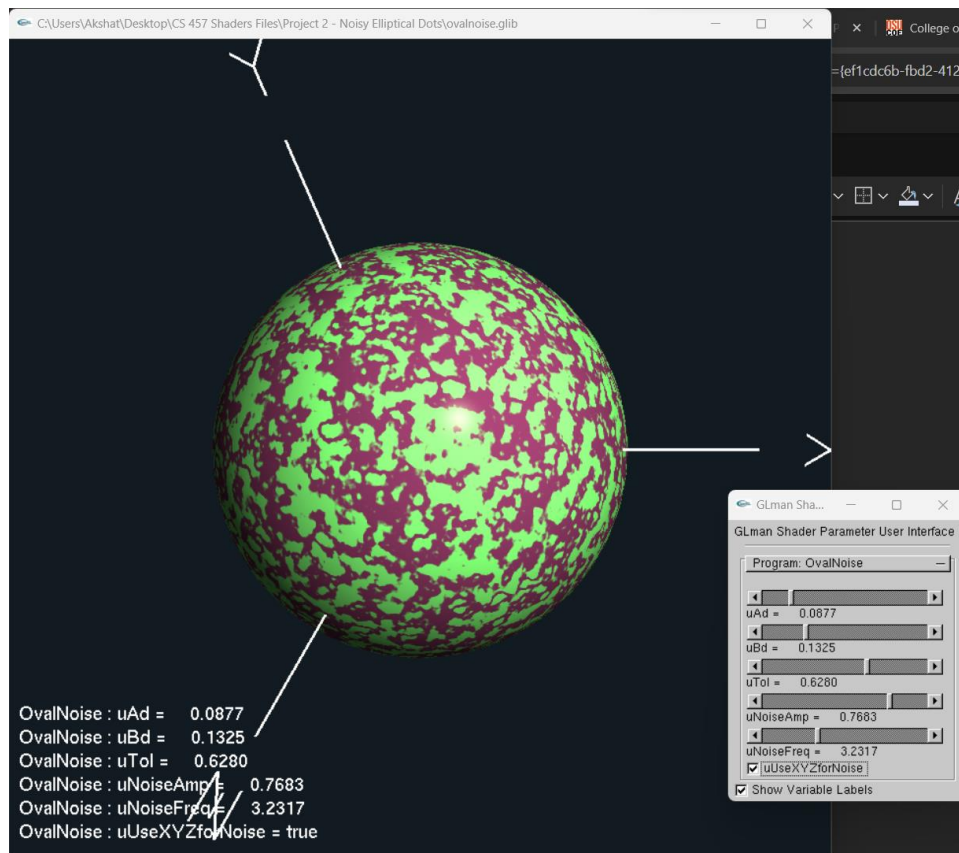 C:\Users\Akshat\Desktop\CS 457 Shaders Files\Project 2 - Noisy Elliptical Dots\ovalnoise.glib
College o
={ef1cdc6b-fbd2-412
GLman Sha...
GLman Shader Parameter User Interface
Program: OvalNoise
uAd = 0.0877
uBd = 0.1325
uTol = 0.6280
uNoiseAmp = 0.7683
uNoiseFreq = 3.2317
uUseXYZforNoise
Show Variable Labels
OvalNoise : uAd = 0.0877
OvalNoise : uBd = 0.1325
OvalNoise : uTol = 0.6280
OvalNoise : uNoiseAmp = 0.7683
OvalNoise : uNoiseFreq = 3.2317
OvalNoise : uUseXYZforNoise = true